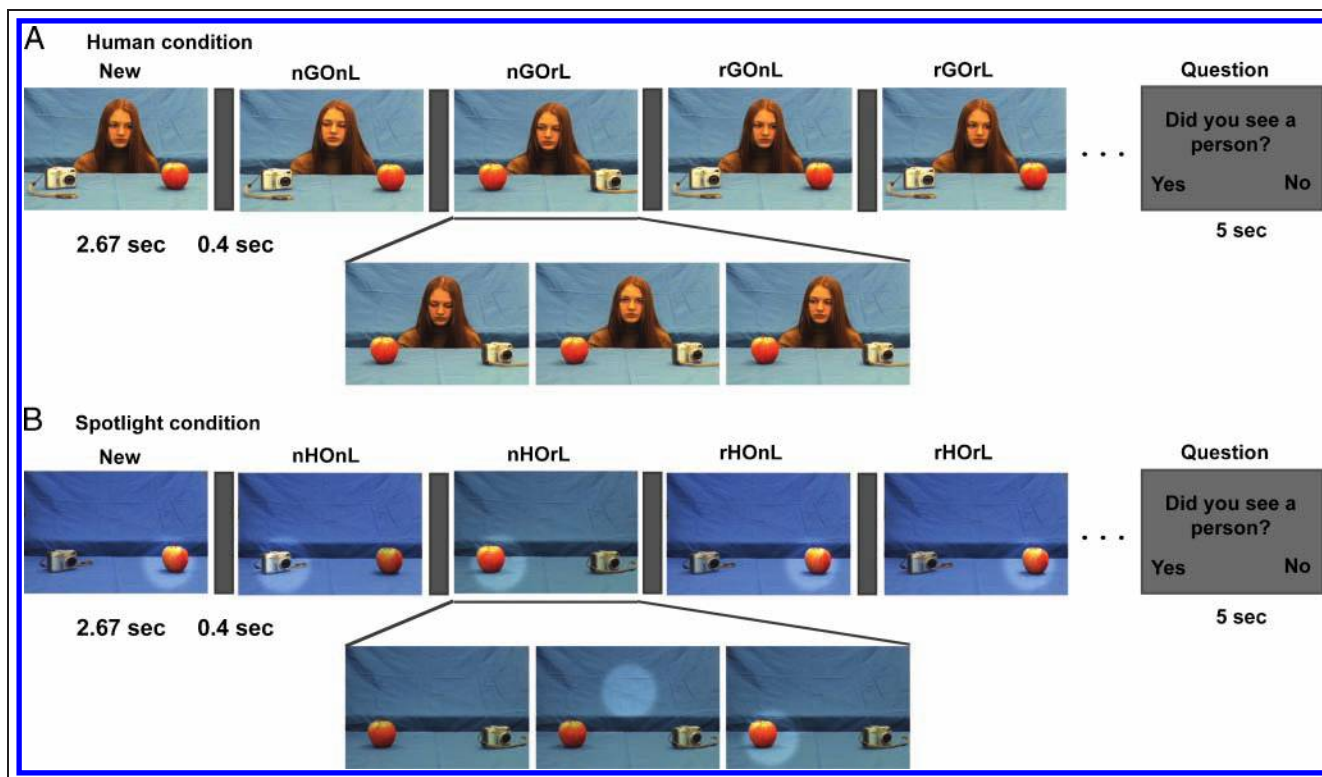 A Human condition
New nGOnL nGOrL rGOnL rGOrL Question
Did you see a
person?
. . .
Yes No
2.67 sec 0.4 sec 5 sec
B Spotlight condition
New nHOnL nHOrL rHOnL rHOrL Question
Did you see a
person?
. . .
Yes No
2.67 sec 0.4 sec 5 sec